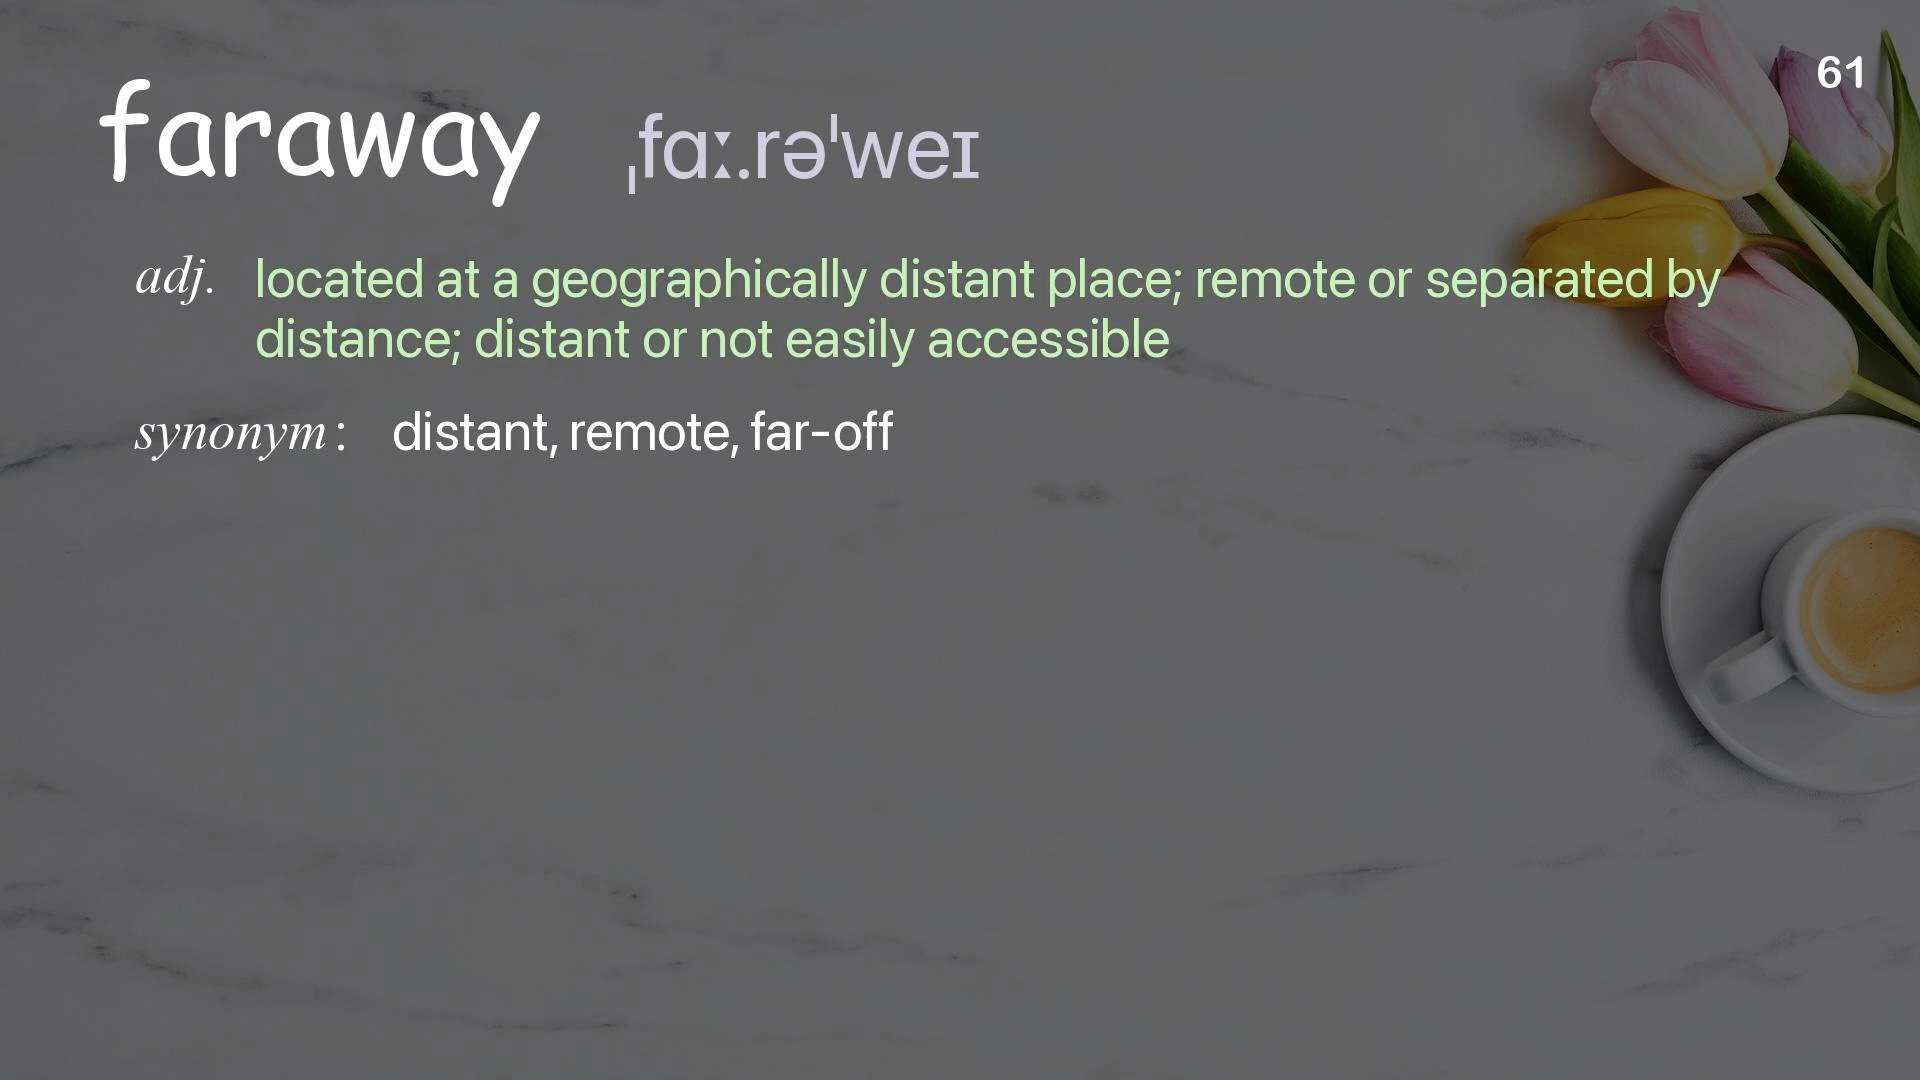 61
faraway ˌfɑː.rəˈweɪ
adj. located at a geographically distant place; remote or separated by
distance; distant or not easily accessible
synonym: distant, remote, far-off